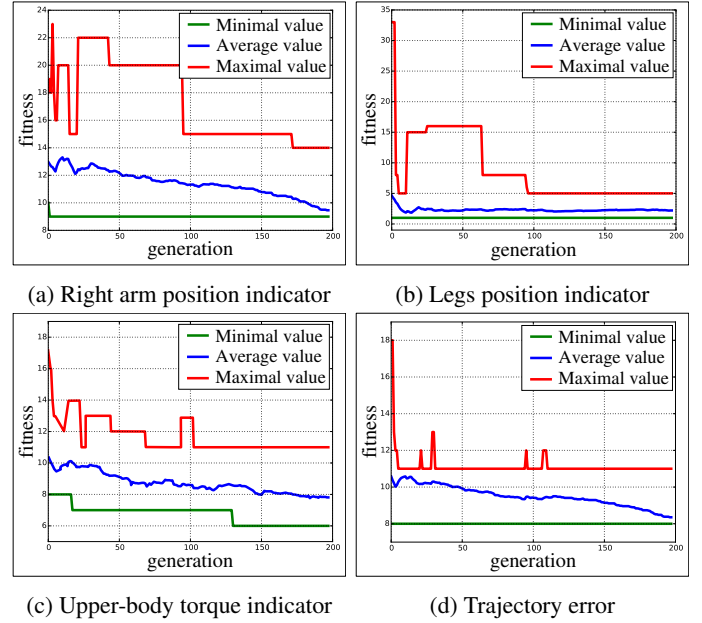 24
22
20
18
16
14
12
10
8
0 50 100 150 200
fitness
generation
Minimal value
Average value
Maximal value
(a) Right arm position indicator
35
30
25
20
15
10
5
0
0 50 100 150 200
fitness
generation
Minimal value
Average value
Maximal value
(b) Legs position indicator
18
16
14
12
10
8
6
0 50 100 150 200
fitness
generation
Minimal value
Average value
Maximal value
(c) Upper-body torque indicator
18
16
14
12
10
8
0 50 100 150 200
fitness
generation
Minimal value
Average value
Maximal value
(d) Trajectory error